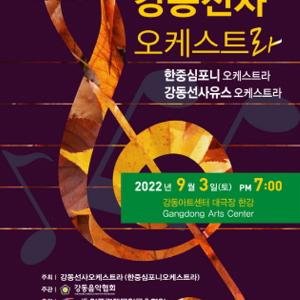 강동선사
오케스트라
한중심포니 오케스트라
강동선사유스 오케스트라
2022년 9월 3일(토) PM 7:00
강동아트센터 대극장 한강
Gangdong Arts Center
주최 | 강동선사오케스트라 (한중심포니오케스트라)
주관 | 강동음악협회